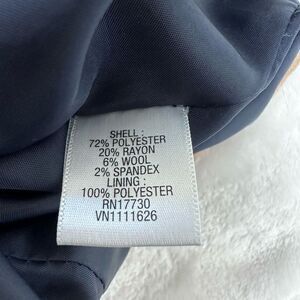 SHELL :
72% POLYESTER
20% RAYON
6% WOOL
2% SPANDEX
LINING :
100% POLYESTER
RN17730
VN1111626